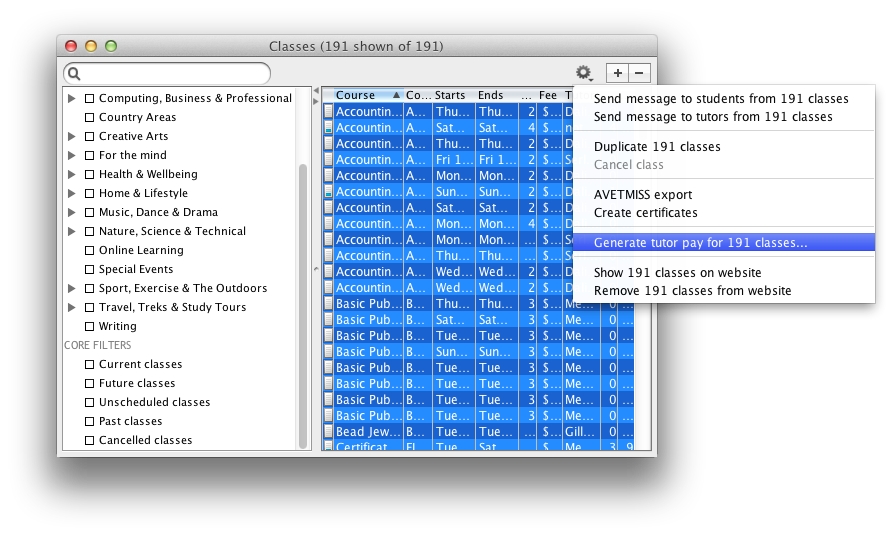 Classes (191 shown of 191)
Computing, Business & Professional
Country Areas
Creative Arts
For the mind
Health & Wellbeing
Home & Lifestyle
Music, Dance & Drama
Nature, Science & Technical
Online Learning
Special Events
Sport, Exercise & The Outdoors
Travel, Treks & Study Tours
Writing
CORE FILTERS
Current classes
Future classes
Unscheduled classes
Past classes
Cancelled classes
Course Co... Starts Ends ... Fee T
Accountin... A... Thu... Thu... 2 $... D
Accountin... A... Sat... Sat... 4 $... n
Accountin... A... Thu... Thu... 2 $... D
Accountin... A... Fri 1... Fri 1... 2 $... S
Accountin... A... Mon... Mon... 2 $... D
Accountin... A... Sun... Sun... 2 $... D
Accountin... A... Sat... Sat... 2 $... D
Accountin... A... Mon... Mon... 4 $... D
Accountin... A... Mon... Mon... ... $... S
Accountin... A... Thu... Thu... ... $... S
Accountin... A... Wed... Wed... 2 $... D
Accountin... A... Wed... Wed... 2 $... D
Basic Pub... B... Thu... Thu... 3 $... Me... 0 ...
Basic Pub... B... Sat... Sat... 3 $... Me... 0 ...
Basic Pub... B... Tue... Tue... 3 $... Me... 0 ...
Basic Pub... B... Sun... Sun... 3 $... Me... 0 ...
Basic Pub... B... Tue... Tue... 3 $... Me... 0 ...
Basic Pub... B... Tue... Tue... 3 $... Me... 0 ...
Basic Pub... B... Tue... Tue... 3 $... Me... 0 ...
Basic Pub... B... Tue... Tue... 3 $... Me... 0 ...
Bead Jew... B... Tue... Tue... ... $... Gill... 0 ...
Certificat... Tue... Sat... $... Me... 3 9
Send message to students from 191 classes
Send message to tutors from 191 classes
Duplicate 191 classes
Cancel class
AVETMISS export
Create certificates
Generate tutor pay for 191 classes...
Show 191 classes on website
Remove 191 classes from website